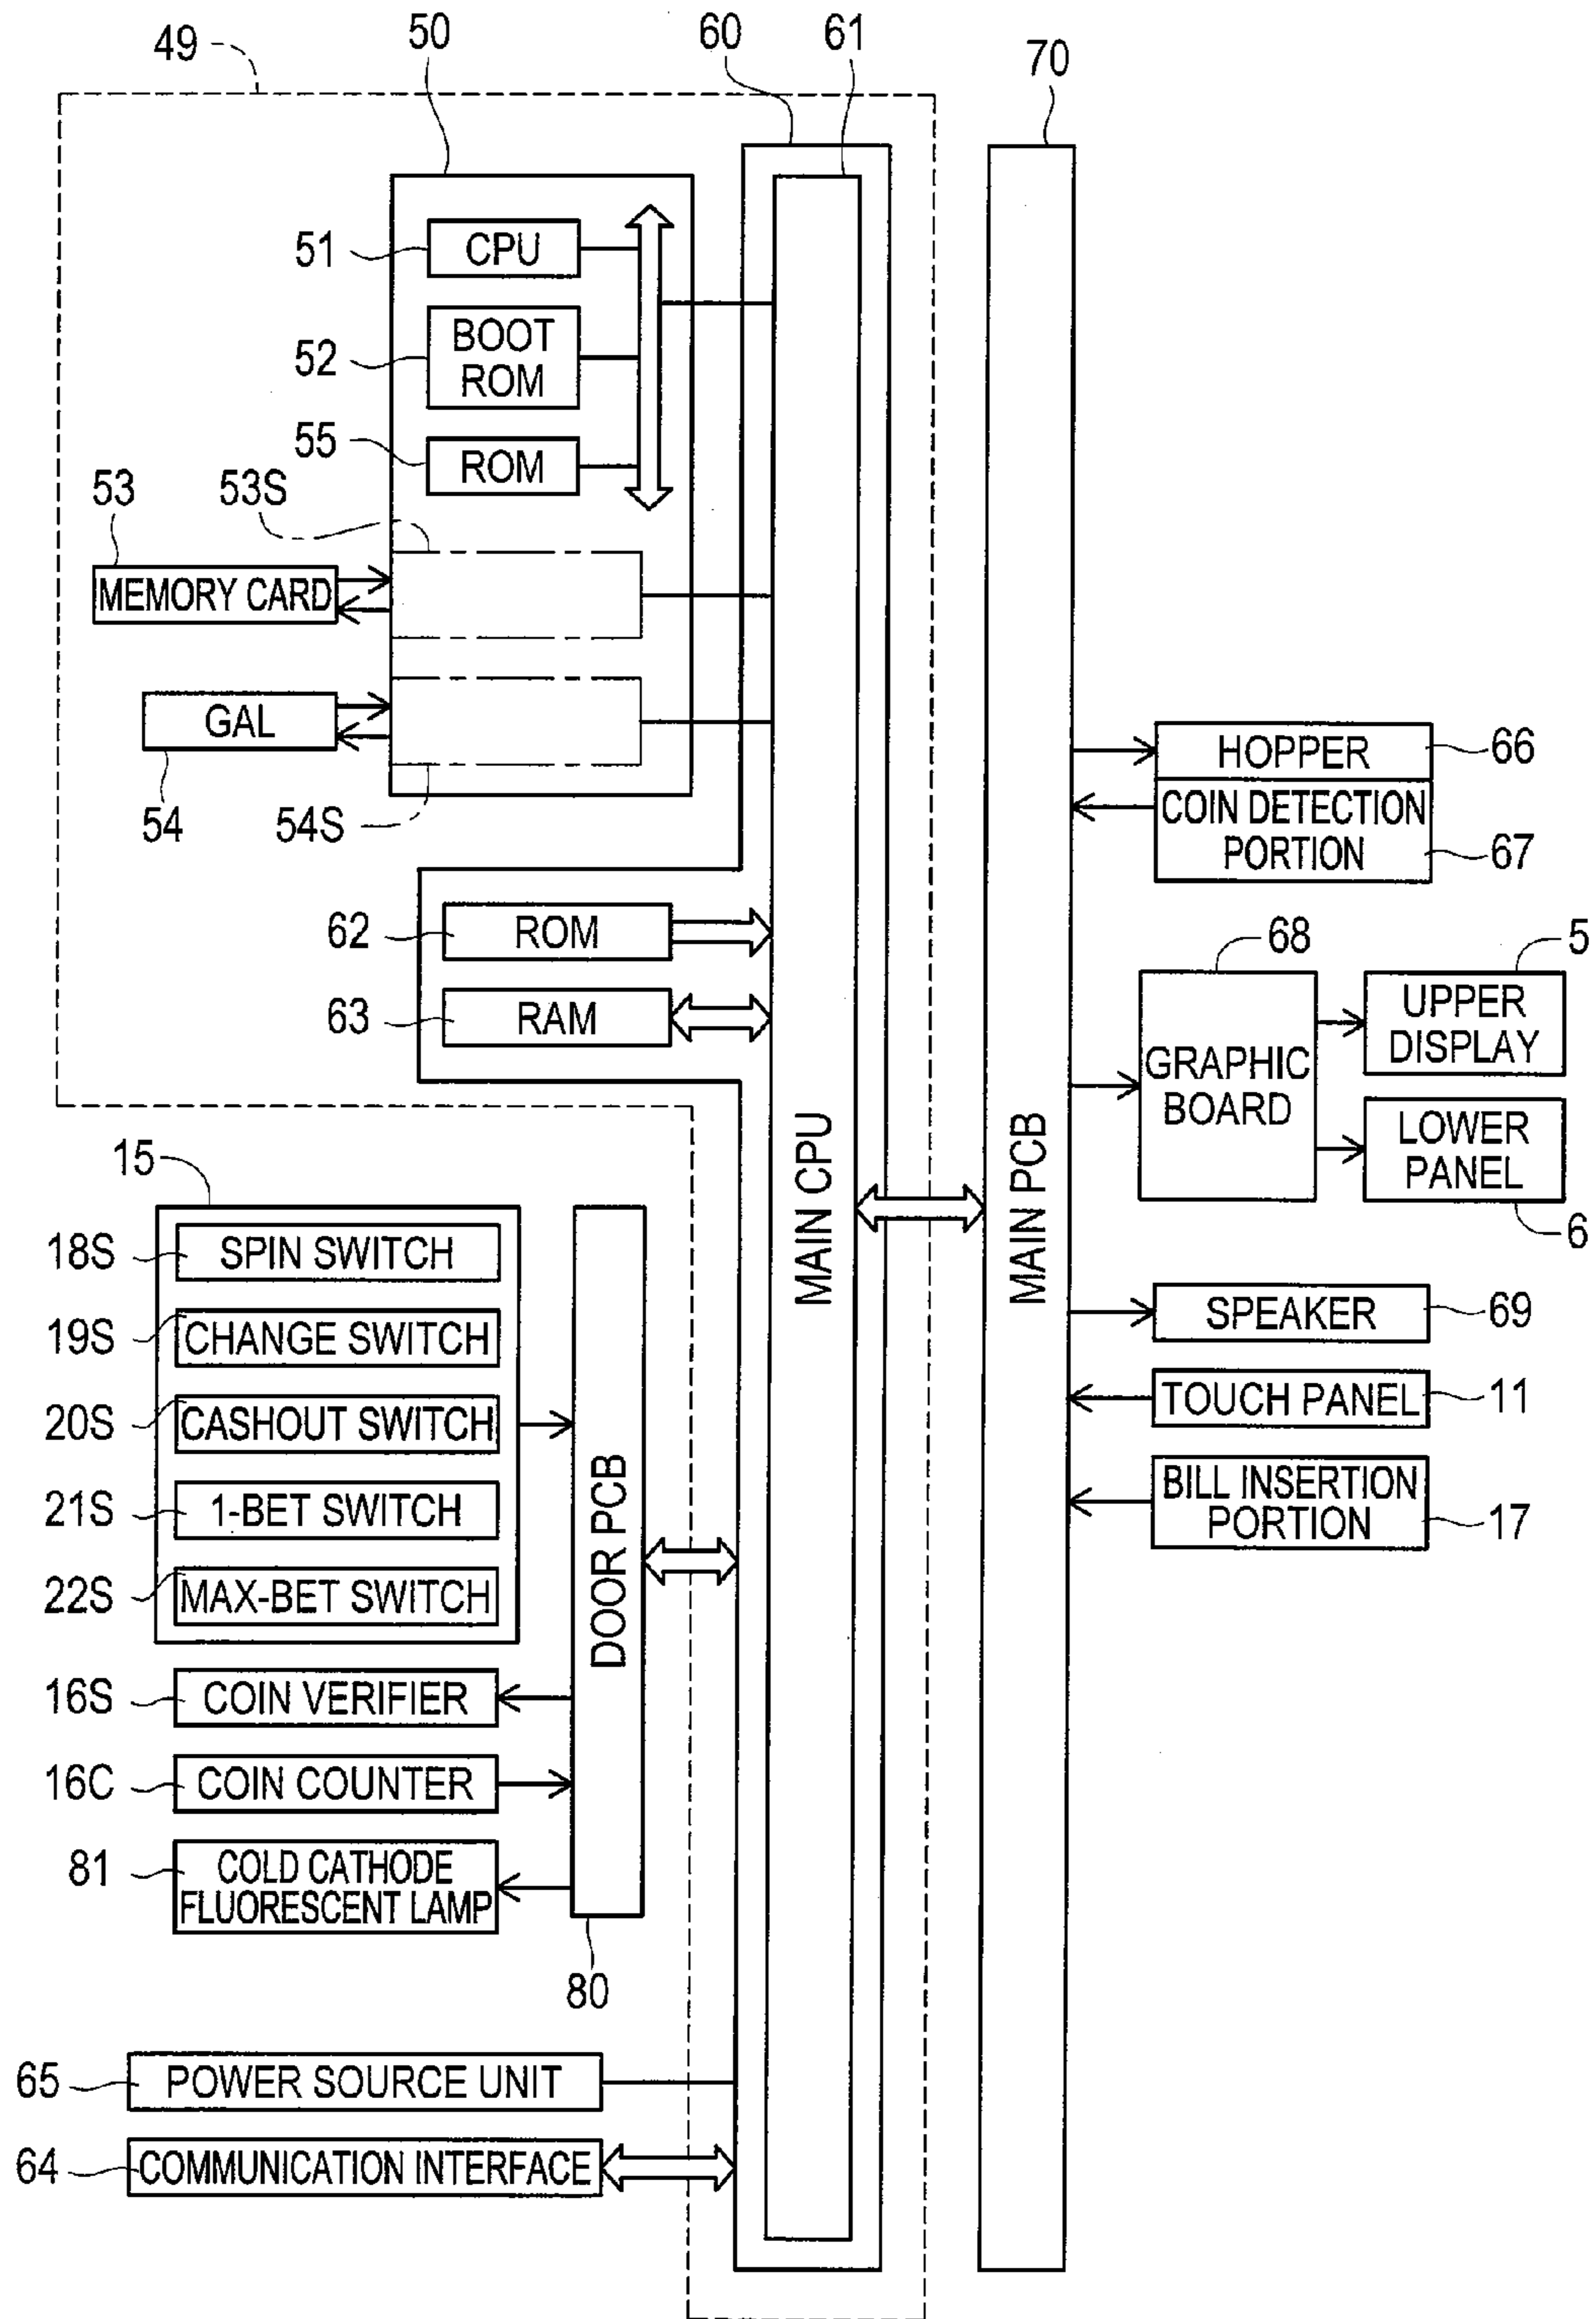 49
50
60
61
70
51
CPU
52
BOOT
ROM
55
ROM
53
53S
MEMORY CARD
GAL
54
54S
HOPPER
66
COIN DETECTION
PORTION
67
62
ROM
63
RAM
68
5
UPPER
DISPLAY
GRAPHIC
BOARD
LOWER
PANEL
6
MAIN CPU
MAIN PCB
15
18S
SPIN SWITCH
19S
CHANGE SWITCH
20S
CASHOUT SWITCH
21S
1-BET SWITCH
22S
MAX-BET SWITCH
DOOR PCB
SPEAKER
69
TOUCH PANEL
11
BILL INSERTION
PORTION
17
16S
COIN VERIFIER
16C
COIN COUNTER
81
COLD CATHODE
FLUORESCENT LAMP
80
65
POWER SOURCE UNIT
64
COMMUNICATION INTERFACE